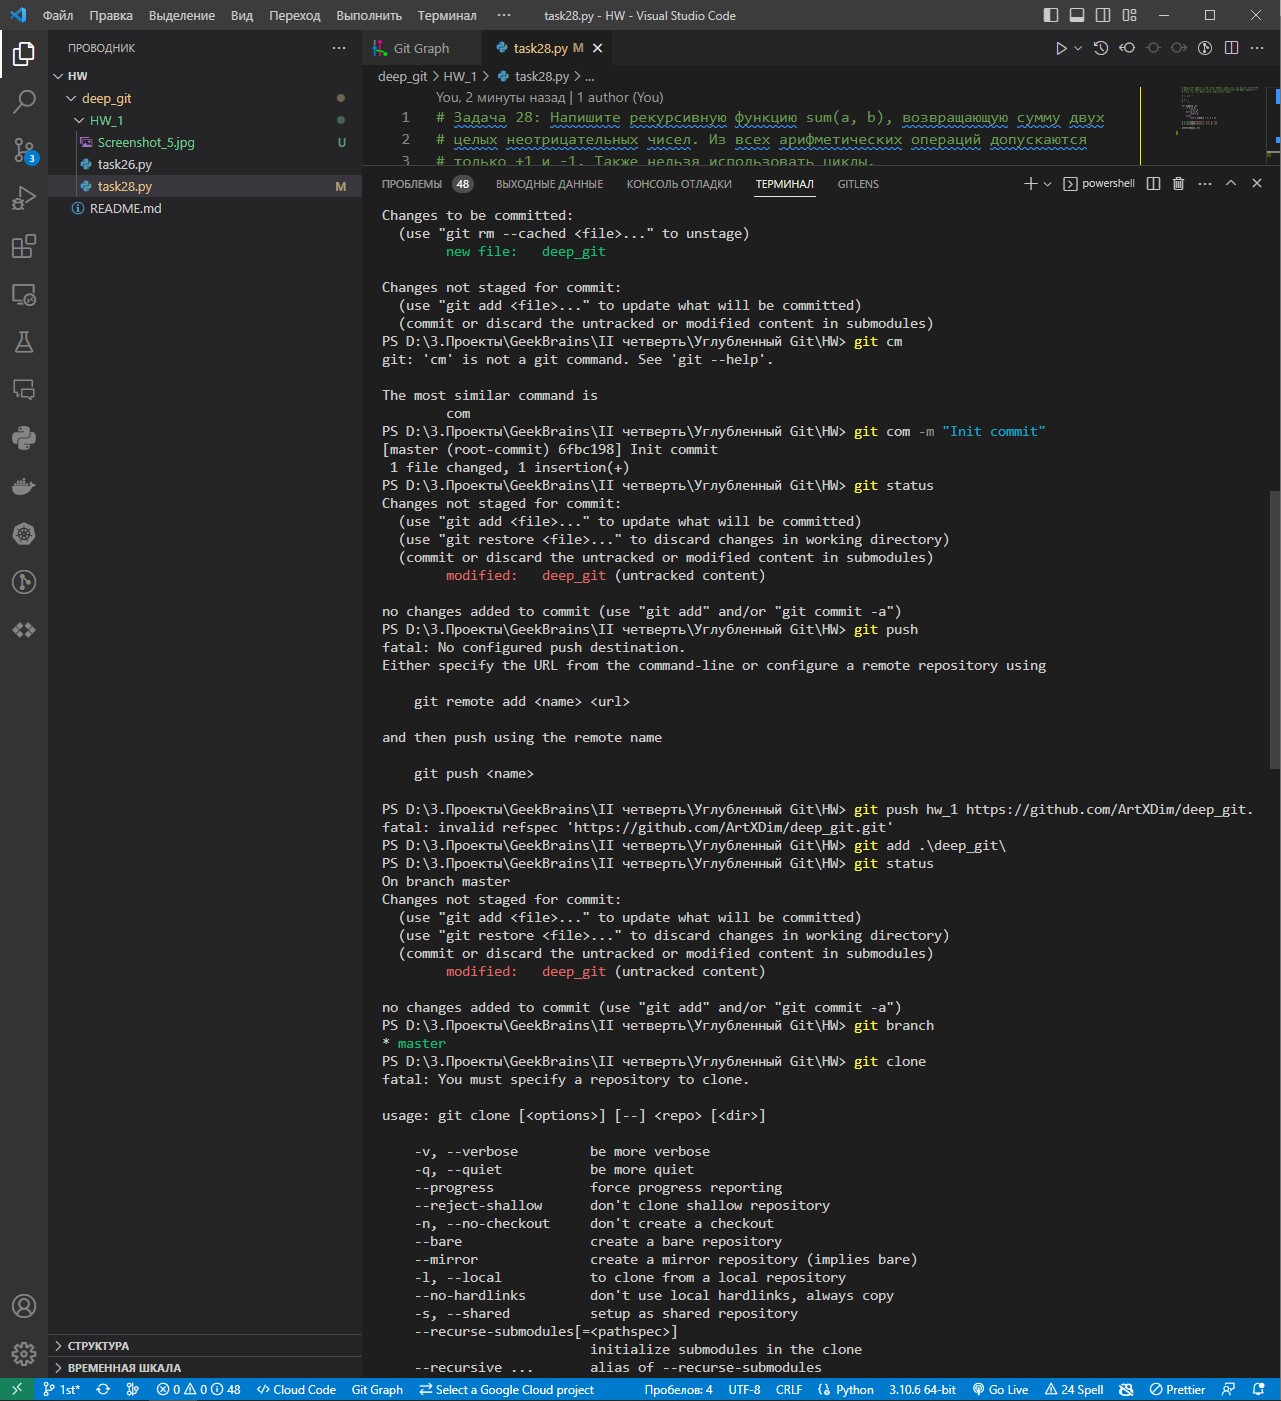 Файл Правка Выделение Вид Переход Выполнить Терминал ··· task28.py - HW - Visual Studio Code
ПРОВОДНИК ···
HW
deep_git
HW_1
Screenshot_5.jpg U
task26.py
task28.py M
README.md
СТРУКТУРА
ВРЕМЕННАЯ ШКАЛА
3
Git Graph task28.py M
deep_git > HW_1 > task28.py > ...
You, 2 минуты назад | 1 author (You)
1 # Задача 28: Напишите рекурсивную функцию sum(a, b), возвращающую сумму двух
2 # целых неотрицательных чисел. Из всех арифметических операций допускаются
3 # только +1 и -1. Также нельзя использовать циклы.
ПРОБЛЕМЫ 48 ВЫХОДНЫЕ ДАННЫЕ КОНСОЛЬ ОТЛАДКИ ТЕРМИНАЛ GITLENS powershell
Changes to be committed:
(use "git rm --cached <file>..." to unstage)
new file: deep_git
Changes not staged for commit:
(use "git add <file>..." to update what will be committed)
(commit or discard the untracked or modified content in submodules)
PS D:\3.Проекты\GeekBrains\II четверть\Углубленный Git\HW> git cm
git: 'cm' is not a git command. See 'git --help'.
The most similar command is
com
PS D:\3.Проекты\GeekBrains\II четверть\Углубленный Git\HW> git com -m "Init commit"
[master (root-commit) 6fbc198] Init commit
1 file changed, 1 insertion(+)
PS D:\3.Проекты\GeekBrains\II четверть\Углубленный Git\HW> git status
Changes not staged for commit:
(use "git add <file>..." to update what will be committed)
(use "git restore <file>..." to discard changes in working directory)
(commit or discard the untracked or modified content in submodules)
modified: deep_git (untracked content)
no changes added to commit (use "git add" and/or "git commit -a")
PS D:\3.Проекты\GeekBrains\II четверть\Углубленный Git\HW> git push
fatal: No configured push destination.
Either specify the URL from the command-line or configure a remote repository using
git remote add <name> <url>
and then push using the remote name
git push <name>
PS D:\3.Проекты\GeekBrains\II четверть\Углубленный Git\HW> git push hw_1 https://github.com/ArtXDim/deep_git.
fatal: invalid refspec 'https://github.com/ArtXDim/deep_git.git'
PS D:\3.Проекты\GeekBrains\II четверть\Углубленный Git\HW> git add .\deep_git\
PS D:\3.Проекты\GeekBrains\II четверть\Углубленный Git\HW> git status
On branch master
Changes not staged for commit:
(use "git add <file>..." to update what will be committed)
(use "git restore <file>..." to discard changes in working directory)
(commit or discard the untracked or modified content in submodules)
modified: deep_git (untracked content)
no changes added to commit (use "git add" and/or "git commit -a")
PS D:\3.Проекты\GeekBrains\II четверть\Углубленный Git\HW> git branch
* master
PS D:\3.Проекты\GeekBrains\II четверть\Углубленный Git\HW> git clone
fatal: You must specify a repository to clone.
usage: git clone [<options>] [--] <repo> [<dir>]
-v, --verbose be more verbose
-q, --quiet be more quiet
--progress force progress reporting
--reject-shallow don't clone shallow repository
-n, --no-checkout don't create a checkout
--bare create a bare repository
--mirror create a mirror repository (implies bare)
-l, --local to clone from a local repository
--no-hardlinks don't use local hardlinks, always copy
-s, --shared setup as shared repository
--recurse-submodules[=<pathspec>]
initialize submodules in the clone
--recursive ... alias of --recurse-submodules
1st* 0 0 48 Cloud Code Git Graph Select a Google Cloud project Пробелов: 4 UTF-8 CRLF Python 3.10.6 64-bit Go Live 24 Spell Prettier